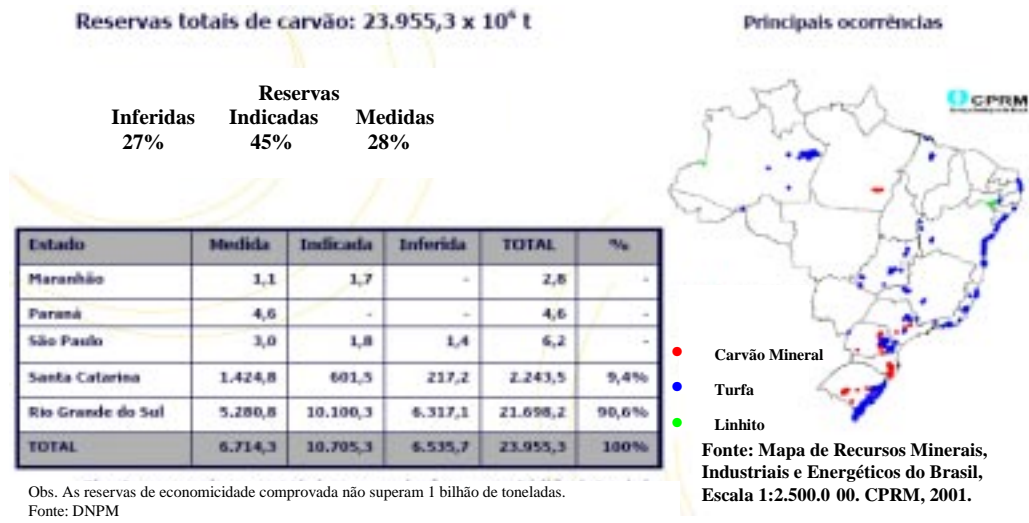 Reservas totais de carvão: 23.955,3 x 10⁶ t
Principais ocorrências
Reservas
Inferidas Indicadas Medidas
27% 45% 28%
CPRM
Estado Medida Indicada Inferida TOTAL %
Maranhão 1,1 1,7 - 2,8 -
Paraná 4,6 - - 4,6 -
São Paulo 3,0 1,8 1,4 6,2 -
Santa Catarina 1.424,8 601,5 217,2 2.243,5 9,4%
Rio Grande do Sul 5.280,8 10.100,3 6.317,1 21.698,2 90,6%
TOTAL 6.714,3 10.705,3 6.535,7 23.955,3 100%
Obs. As reservas de economicidade comprovada não superam 1 bilhão de toneladas.
Fonte: DNPM
Carvão Mineral
Turfa
Linhito
Fonte: Mapa de Recursos Minerais,
Industriais e Energéticos do Brasil,
Escala 1:2.500.0 00. CPRM, 2001.